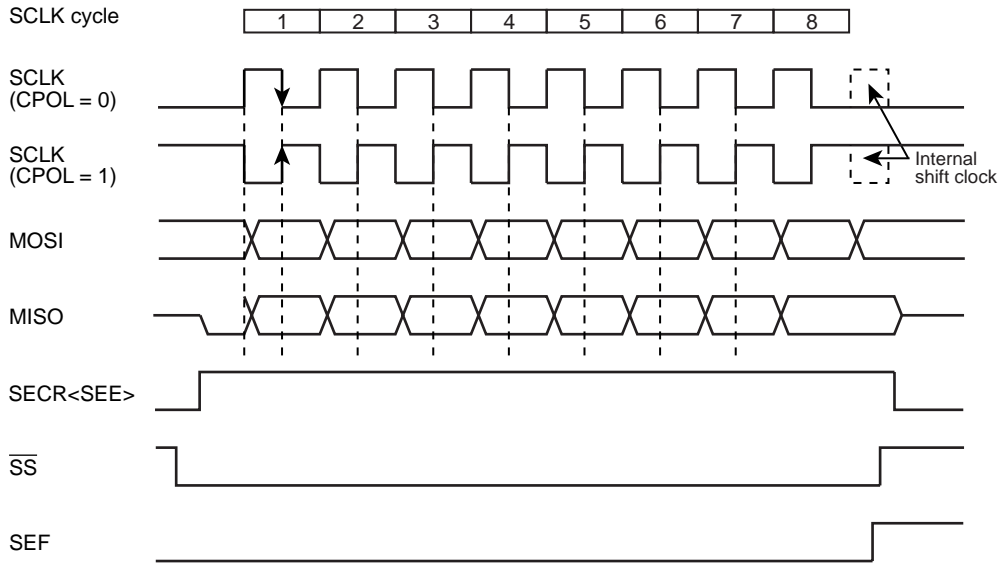 SCLK cycle
1 2 3 4 5 6 7 8
SCLK
(CPOL = 0)
SCLK
(CPOL = 1)
Internal
shift clock
MOSI
MISO
SECR<SEE>
SS
SEF